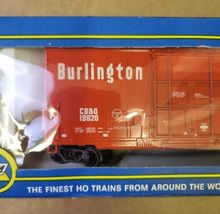 Burlington
CB&Q
19820
THE FINEST HO TRAINS FROM AROUND THE WO